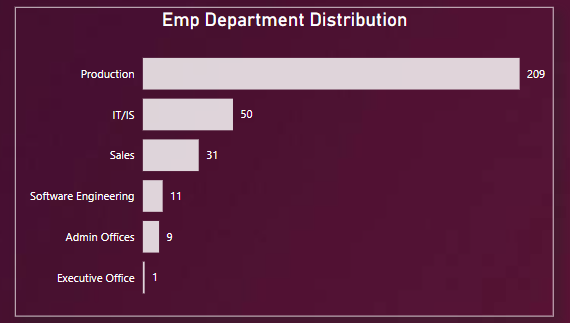 Emp Department Distribution
Production 209
IT/IS 50
Sales 31
Software Engineering 11
Admin Offices 9
Executive Office 1